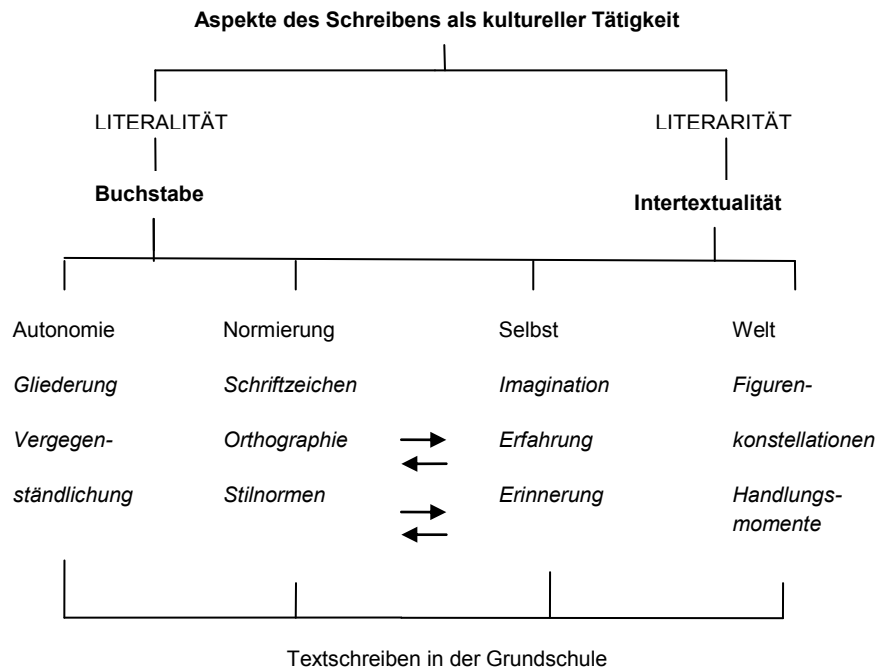 Aspekte des Schreibens als kultureller Tätigkeit
LITERALITÄT LITERARITÄT
Buchstabe
Intertextualität
Autonomie Normierung Selbst Welt
Gliederung Schriftzeichen Imagination Figuren-
Vergegen- Orthographie Erfahrung konstellationen
ständlichung Stilnormen Erinnerung Handlungs-
momente
Textschreiben in der Grundschule